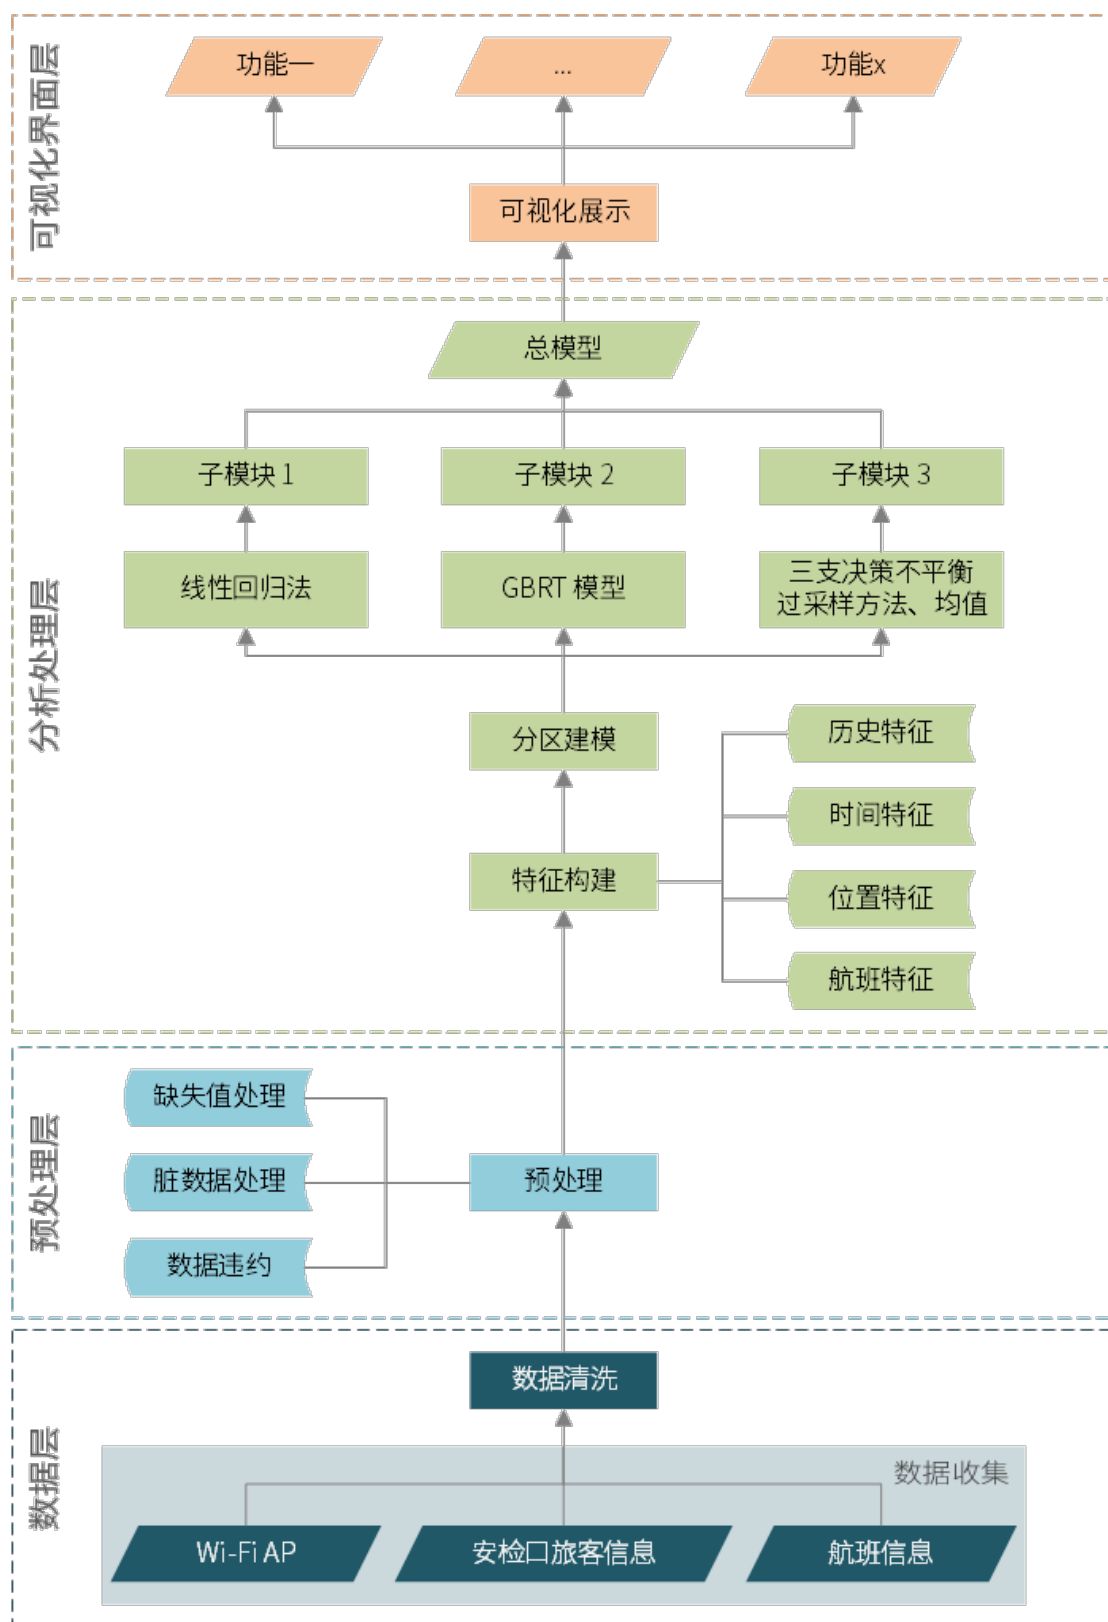 可视化界面层
功能一
...
功能x
可视化展示
分析处理层
总模型
子模块 1
子模块 2
子模块 3
线性回归法
GBRT 模型
三支决策不平衡
过采样方法、均值
分区建模
历史特征
时间特征
特征构建
位置特征
航班特征
预处理层
缺失值处理
脏数据处理
预处理
数据违约
数据层
数据清洗
数据收集
Wi-Fi AP
安检口旅客信息
航班信息